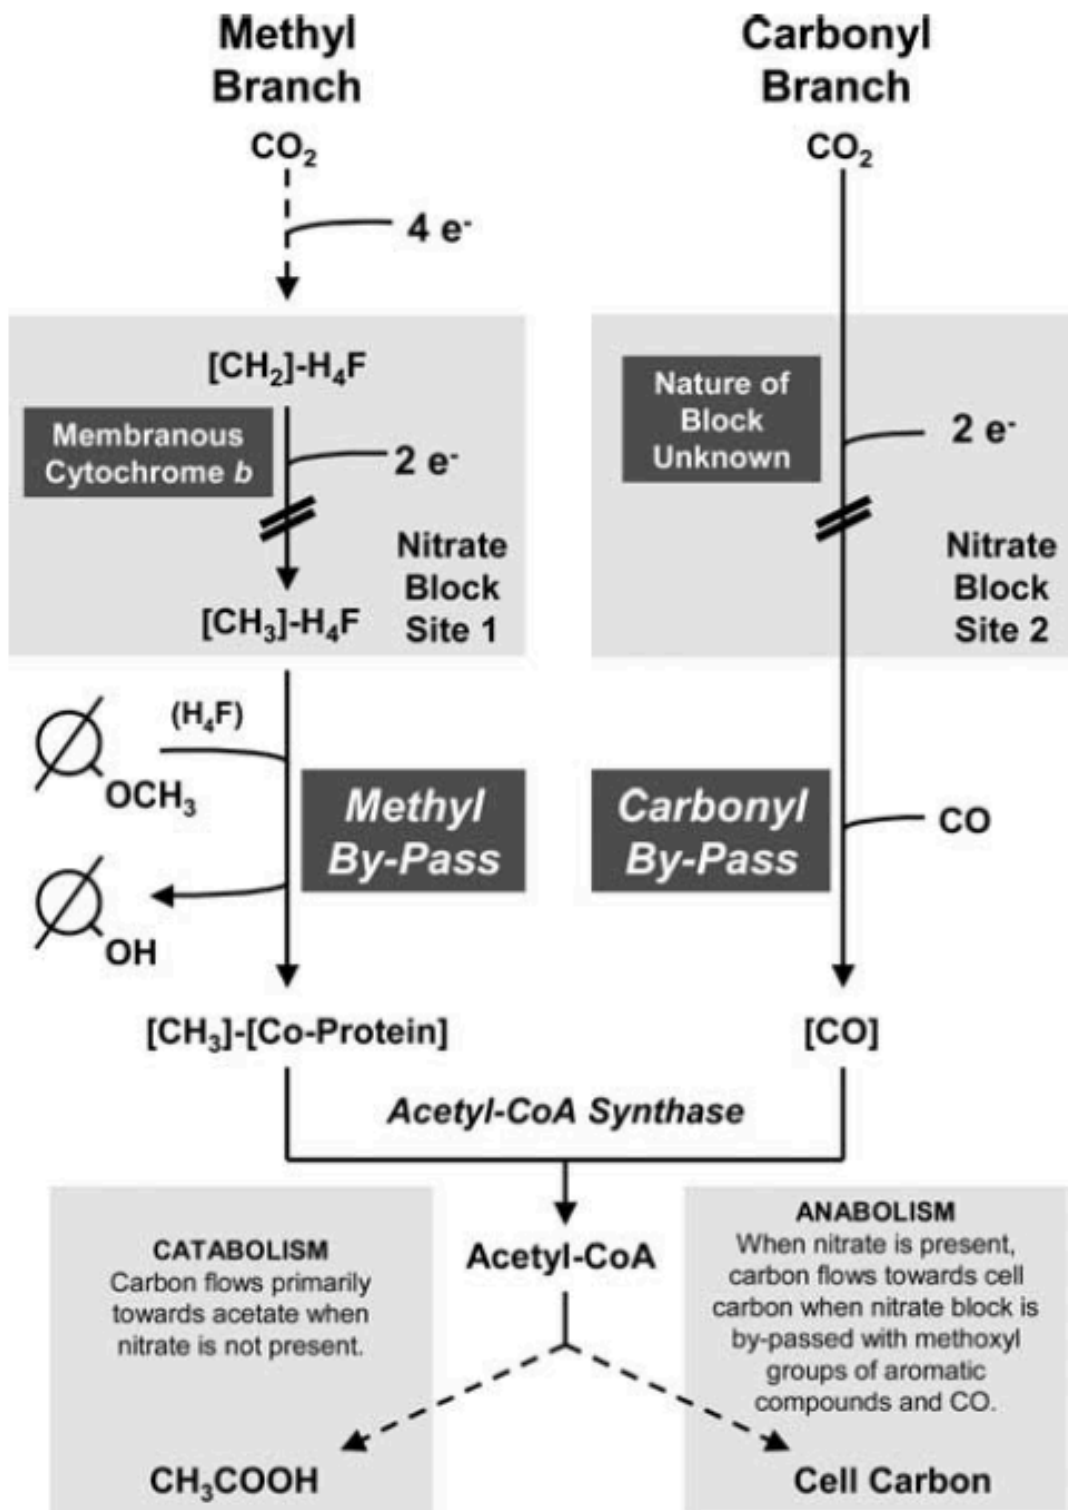 Methyl
Branch
CO₂
4 e⁻
[CH₂]-H₄F
Membranous
Cytochrome b
2 e⁻
Nitrate
Block
Site 1
[CH₃]-H₄F
(H₄F)
OCH₃
Methyl
By-Pass
OH
[CH₃]-[Co-Protein]
Carbonyl
Branch
CO₂
Nature of
Block
Unknown
2 e⁻
Nitrate
Block
Site 2
Carbonyl
By-Pass
CO
[CO]
Acetyl-CoA Synthase
Acetyl-CoA
CATABOLISM
Carbon flows primarily
towards acetate when
nitrate is not present.
CH₃COOH
ANABOLISM
When nitrate is present,
carbon flows towards cell
carbon when nitrate block is
by-passed with methoxyl
groups of aromatic
compounds and CO.
Cell Carbon